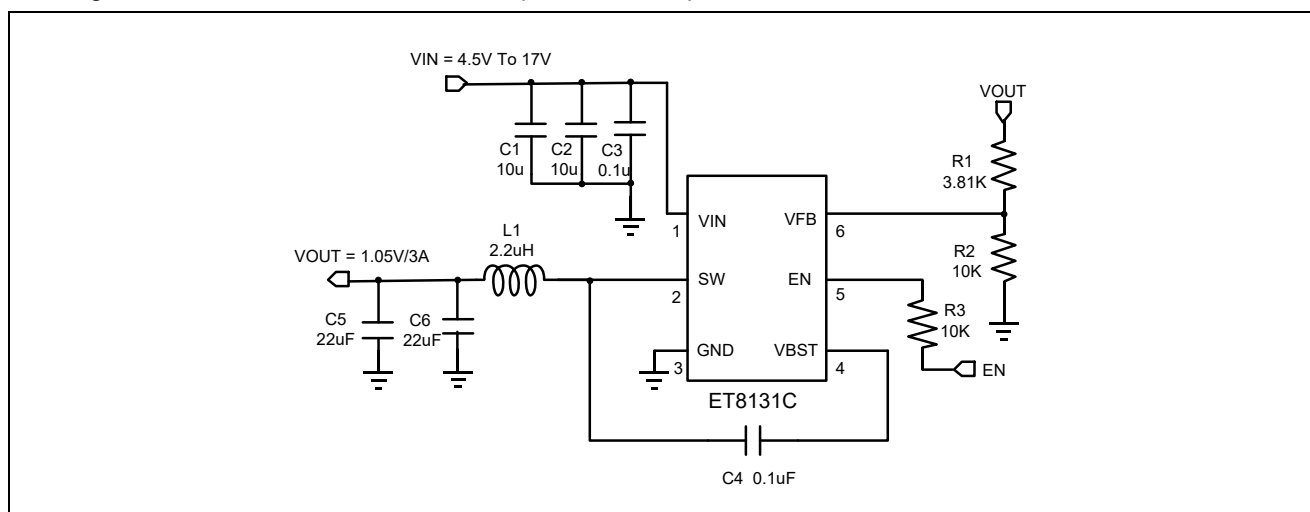 VIN = 4.5V To 17V
C1
10u
C2
10u
C3
0.1u
VOUT
R1
3.81K
VIN
1
VFB
6
L1
2.2uH
VOUT = 1.05V/3A
R2
10K
SW
2
EN
5
C5
22uF
C6
22uF
R3
10K
GND
3
VBST
4
EN
ET8131C
C4 0.1uF